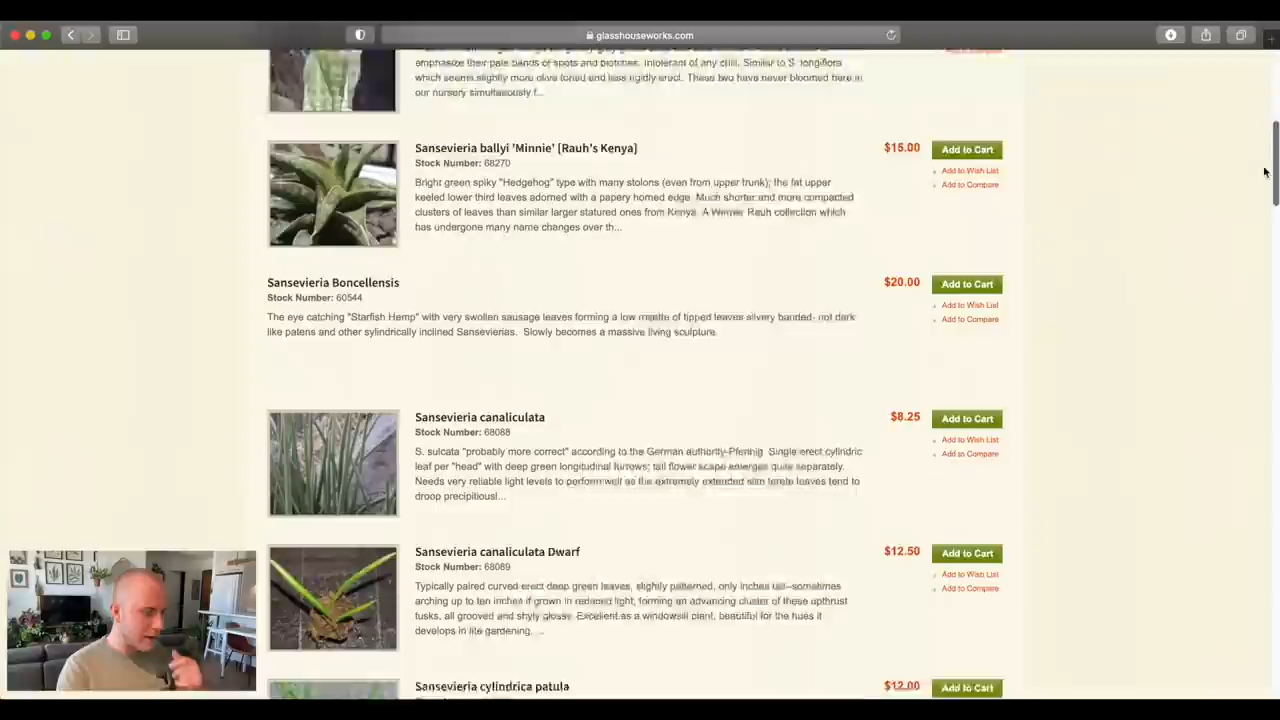 glasshouseworks.com
emphasize their pale bands of spots and blotches. Intolerant of any chill. Similar to S. longiflora
which seems slightly more olive toned and less rigidly erect. These two have never bloomed here in
our nursery simultaneously f...
Sansevieria ballyi 'Minnie' [Rauh's Kenya]
$15.00
Add to Cart
Stock Number: 68270
Add to Wish List
Add to Compare
Bright green spiky "Hedgehog" type with many stolons (even from upper trunk); the fat upper
keeled lower third leaves adorned with a papery horned edge. Much shorter and more compacted
clusters of leaves than similar larger statured ones from Kenya. A Werner Rauh collection which
has undergone many name changes over th...
Sansevieria Boncellensis
$20.00
Add to Cart
Stock Number: 60544
Add to Wish List
Add to Compare
The eye catching "Starfish Hemp" with very swollen sausage leaves forming a low rosette of tipped leaves silvery banded- not dark
like patens and other sylindrically inclined Sansevierias. Slowly becomes a massive living sculpture.
Sansevieria canaliculata
$8.25
Add to Cart
Stock Number: 68088
Add to Wish List
Add to Compare
S. sulcata "probably more correct" according to the German authority-Pfennig. Single erect cylindric
leaf per "head" with deep green longitudinal furrows; tall flower scape emerges quite separately.
Needs very reliable light levels to perform well as the extremely extended slim terete leaves tend to
droop precipitiousl...
Sansevieria canaliculata Dwarf
$12.50
Add to Cart
Stock Number: 68089
Add to Wish List
Add to Compare
Typically paired curved erect deep green leaves, slightly patterned, only inches tall--sometimes
arching up to ten inches if grown in reduced light, forming an advancing cluster of these upthrust
tusks, all grooved and shyly glossy. Excellent as a windowsill plant, beautiful for the hues it
develops in lite gardening. ...
Sansevieria cylindrica patula
$12.00
Add to Cart